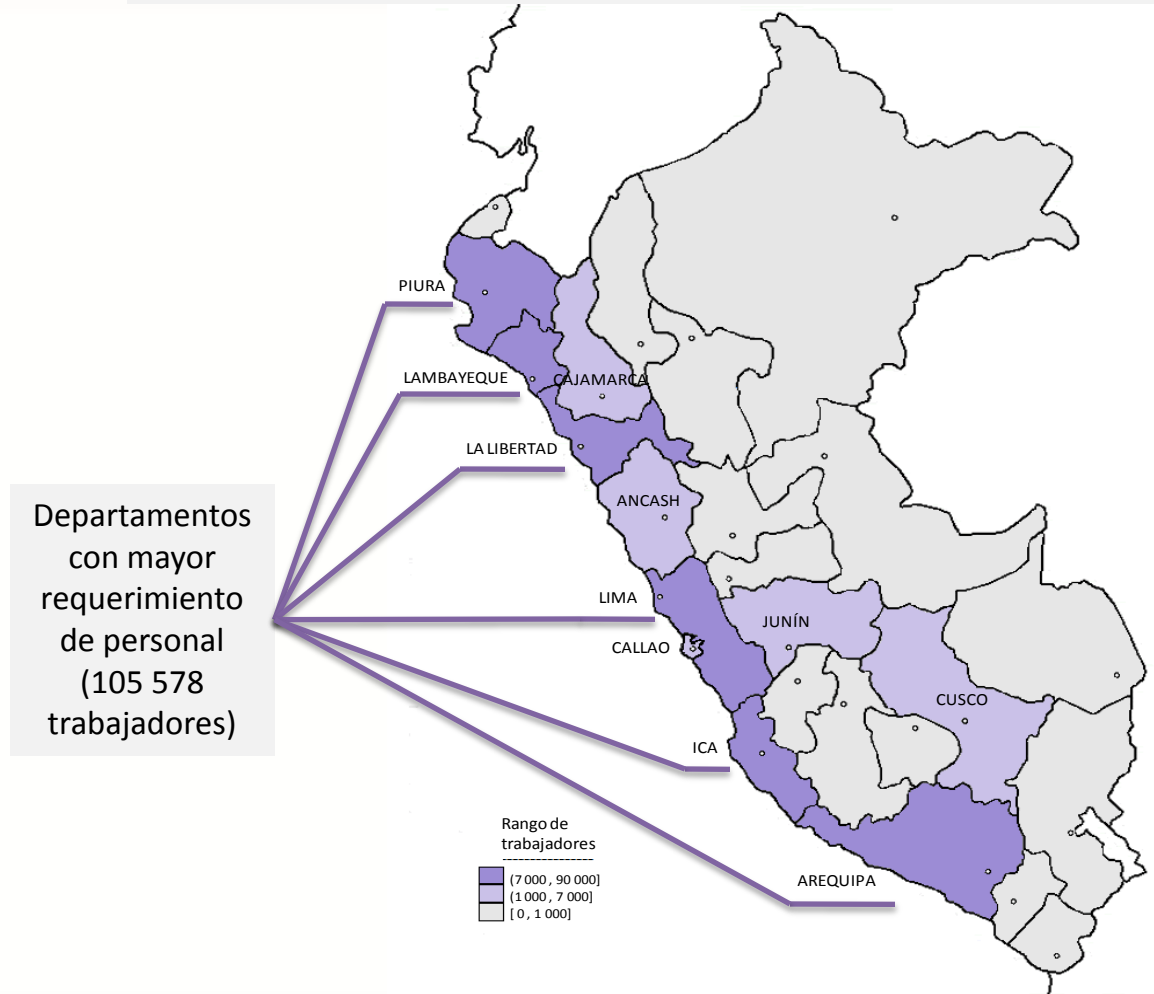 PIURA
LAMBAYEQUE
CAJAMARCA
LA LIBERTAD
ANCASH
Departamentos
con mayor
requerimiento
de personal
(105 578
trabajadores)
LIMA
JUNÍN
CALLAO
CUSCO
ICA
AREQUIPA
Rango de
trabajadores
----------------
(7 000 , 90 000]
(1 000 , 7 000]
[ 0 , 1 000]